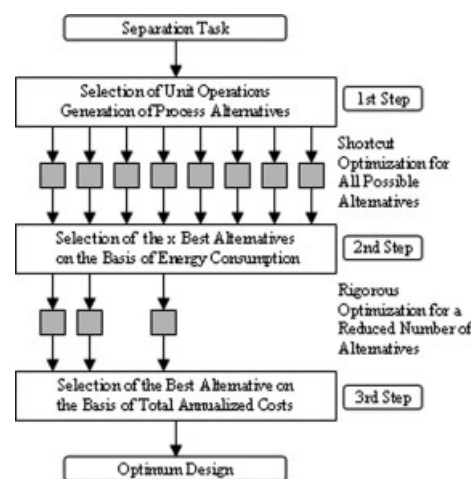 Separation Task
Selection of Unit Operations
Generation of Process Alternatives
1st Step
Shortcut
Optimization for
All Possible
Alternatives
Selection of the x Best Alternatives
on the Basis of Energy Consumption
2nd Step
Rigorous
Optimization for a
Reduced Number of
Alternatives
Selection of the Best Alternative on
the Basis of Total Annualized Costs
3rd Step
Optimum Design